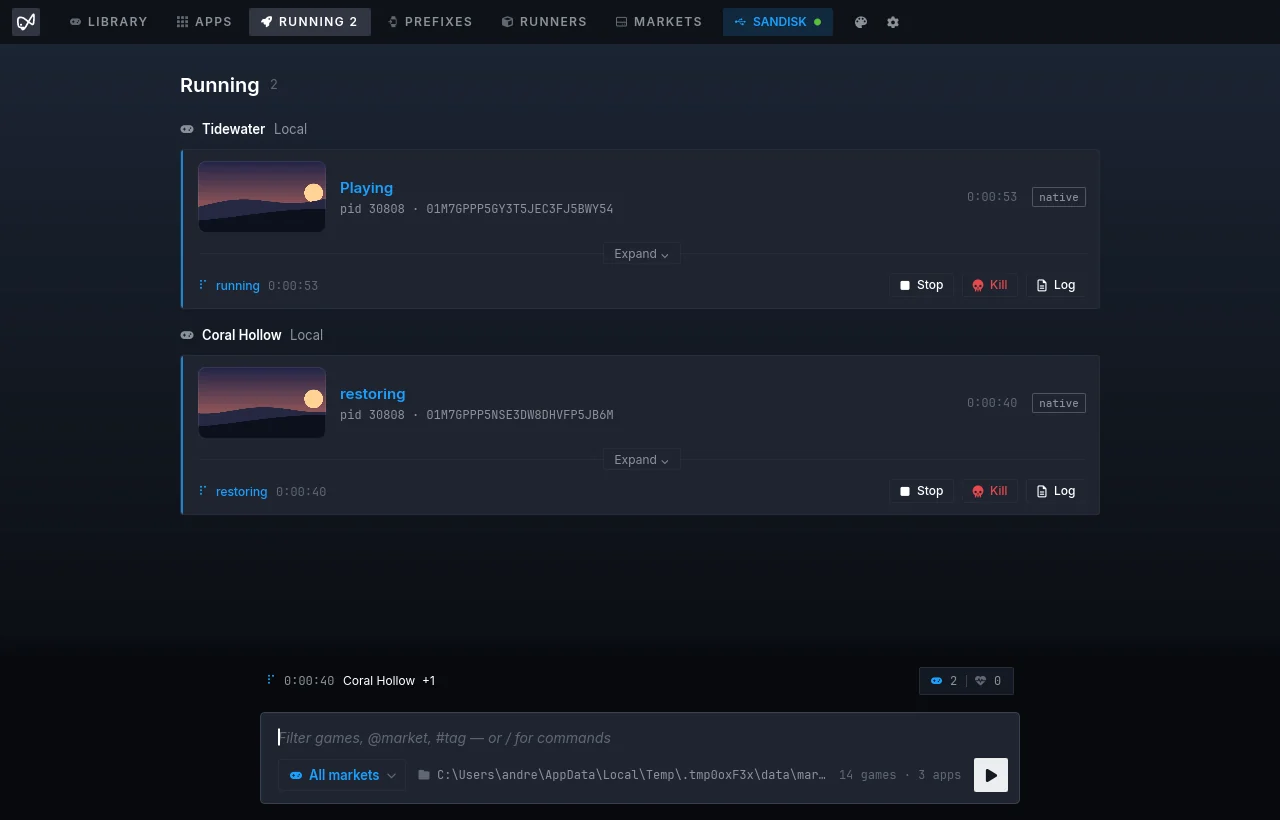 LIBRARY APPS RUNNING 2 PREFIXES RUNNERS MARKETS SANDISK
Running 2
Tidewater Local
Playing
pid 30808 · 01M7GPPP5GY3T5JEC3FJ5BWY54
0:00:53 native
Expand
running 0:00:53
Stop Kill Log
Coral Hollow Local
restoring
pid 30808 · 01M7GPPP5NSE3DW8DHVFP5JB6M
0:00:40 native
Expand
restoring 0:00:40
Stop Kill Log
0:00:40 Coral Hollow +1
2 0
Filter games, @market, #tag — or / for commands
All markets C:\Users\andre\AppData\Local\Temp\.tmp0oxF3x\data\mar… 14 games · 3 apps